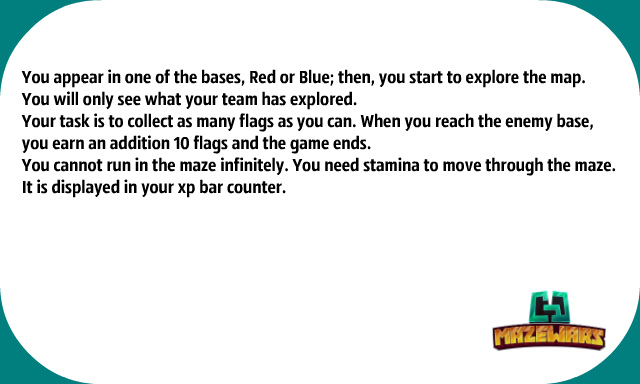 You appear in one of the bases, Red or Blue; then, you start to explore the map.
You will only see what your team has explored.
Your task is to collect as many flags as you can. When you reach the enemy base,
you earn an addition 10 flags and the game ends.
You cannot run in the maze infinitely. You need stamina to move through the maze.
It is displayed in your xp bar counter.
MAZEWARS